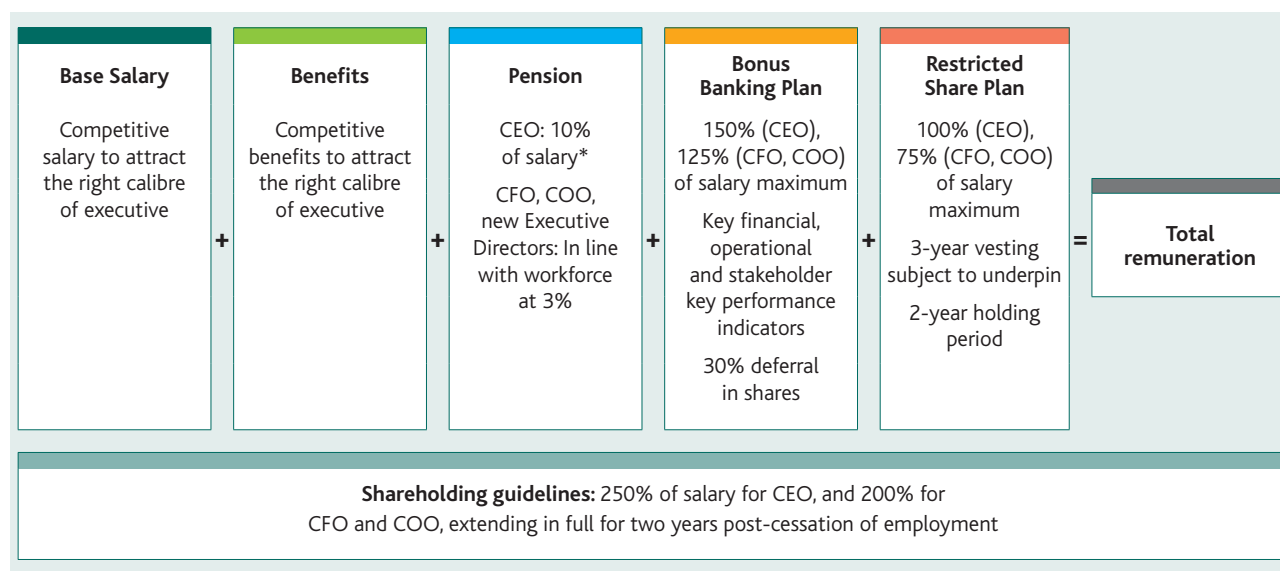 Base Salary
Competitive
salary to attract
the right calibre
of executive
+
Benefits
Competitive
benefits to attract
the right calibre
of executive
+
Pension
CEO: 10%
of salary*
CFO, COO,
new Executive
Directors: In line
with workforce
at 3%
+
Bonus
Banking Plan
150% (CEO),
125% (CFO, COO)
of salary maximum
Key financial,
operational
and stakeholder
key performance
indicators
30% deferral
in shares
+
Restricted
Share Plan
100% (CEO),
75% (CFO, COO)
of salary
maximum
3-year vesting
subject to underpin
2-year holding
period
=
Total
remuneration
Shareholding guidelines: 250% of salary for CEO, and 200% for
CFO and COO, extending in full for two years post-cessation of employment